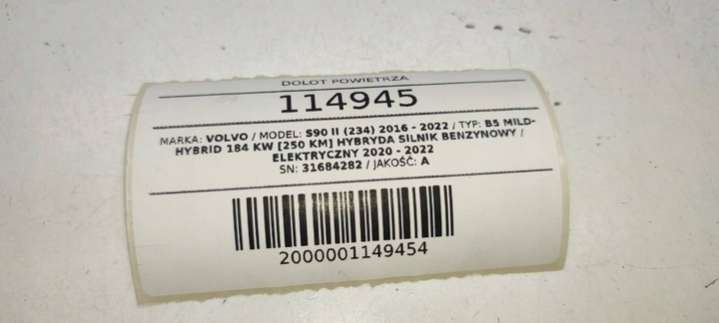 DOLOT POWIETRZA
114945
MARKA: VOLVO / MODEL: S90 II (234) 2016 - 2022 / TYP: B5 MILD-
HYBRID 184 KW [250 KM] HYBRYDA SILNIK BENZYNOWY /
ELEKTRYCZNY 2020 - 2022
SN: 31684282 / JAKOŚĆ: A
2000001149454